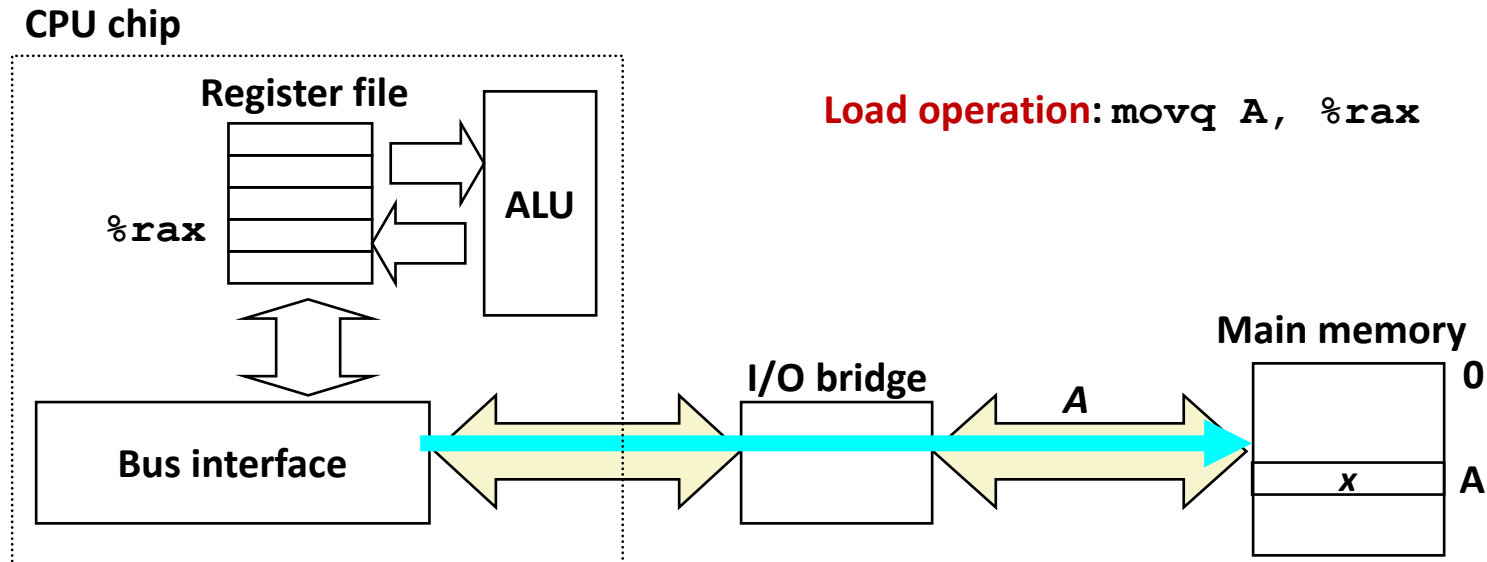 CPU chip
Register file
Load operation: movq A, %rax
ALU
%rax
Main memory
I/O bridge
0
A
Bus interface
x
A